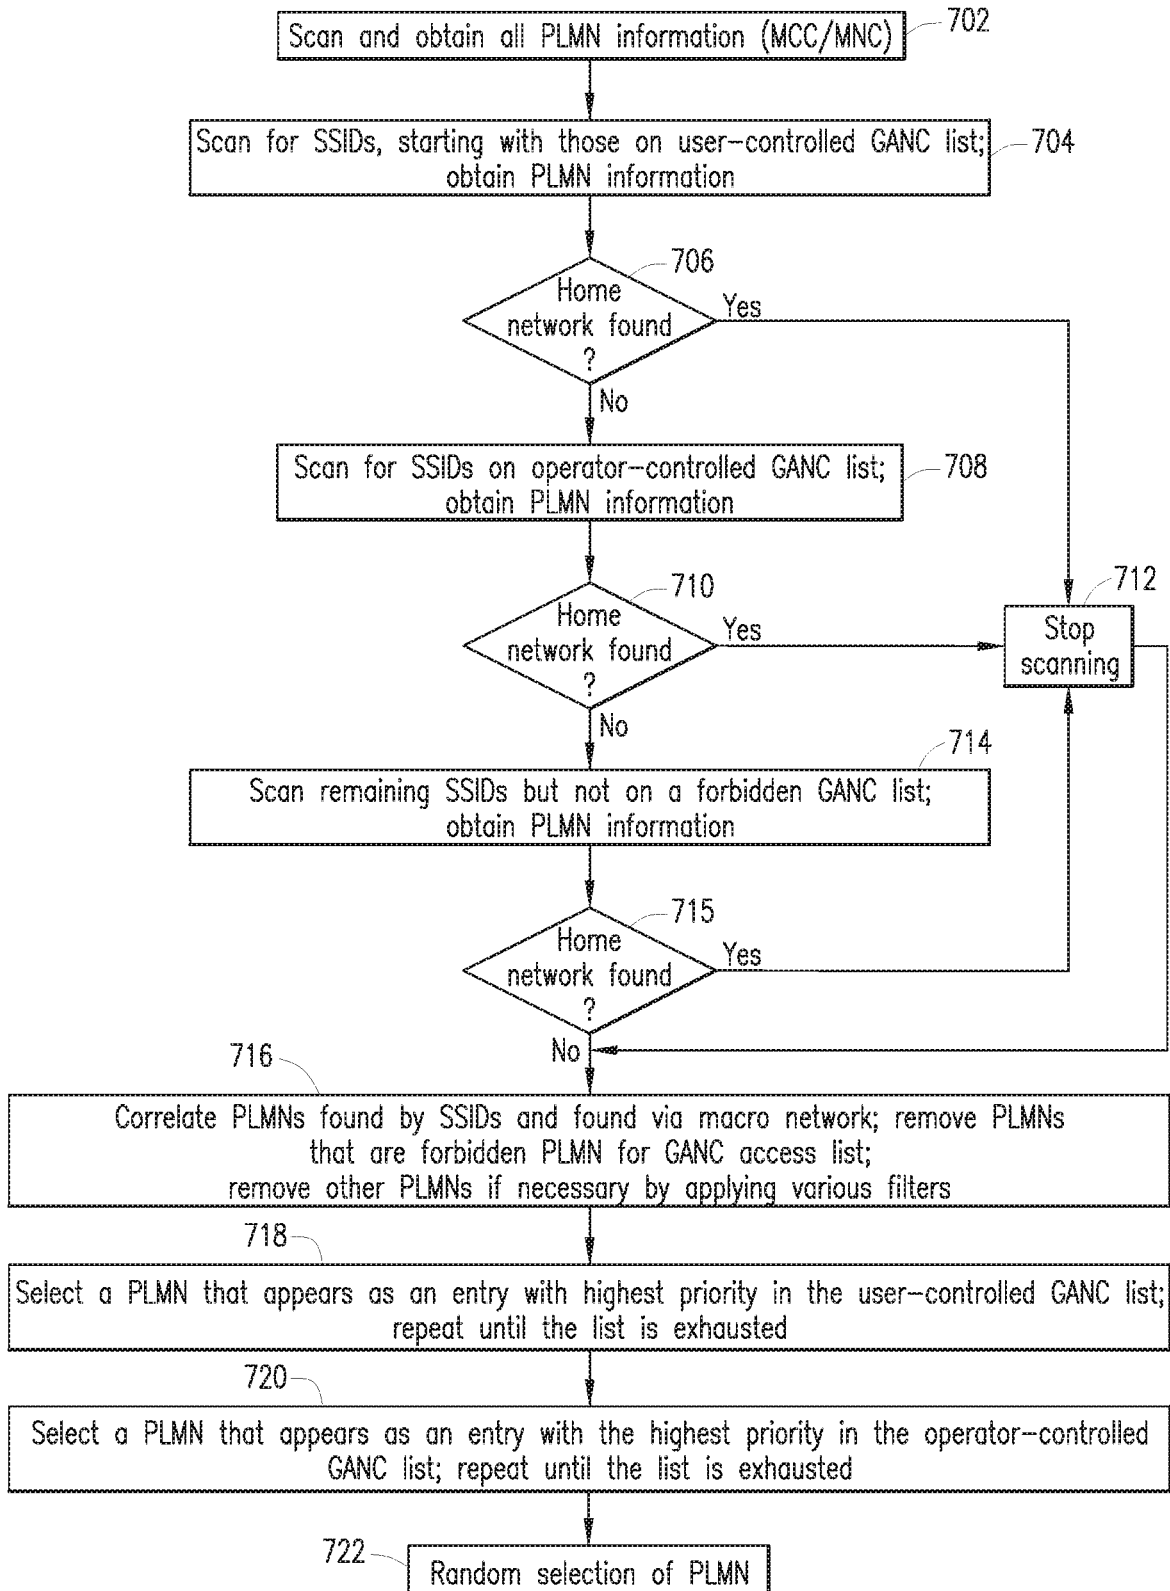 Scan and obtain all PLMN information (MCC/MNC)
702
Scan for SSIDs, starting with those on user-controlled GANC list;
obtain PLMN information
704
706
Home
network found
?
Yes
No
Scan for SSIDs on operator-controlled GANC list;
obtain PLMN information
708
710
Home
network found
?
Yes
712
Stop
scanning
No
714
Scan remaining SSIDs but not on a forbidden GANC list;
obtain PLMN information
715
Home
network found
?
Yes
No
716
Correlate PLMNs found by SSIDs and found via macro network; remove PLMNs
that are forbidden PLMN for GANC access list;
remove other PLMNs if necessary by applying various filters
718
Select a PLMN that appears as an entry with highest priority in the user-controlled GANC list;
repeat until the list is exhausted
720
Select a PLMN that appears as an entry with the highest priority in the operator-controlled
GANC list; repeat until the list is exhausted
722
Random selection of PLMN